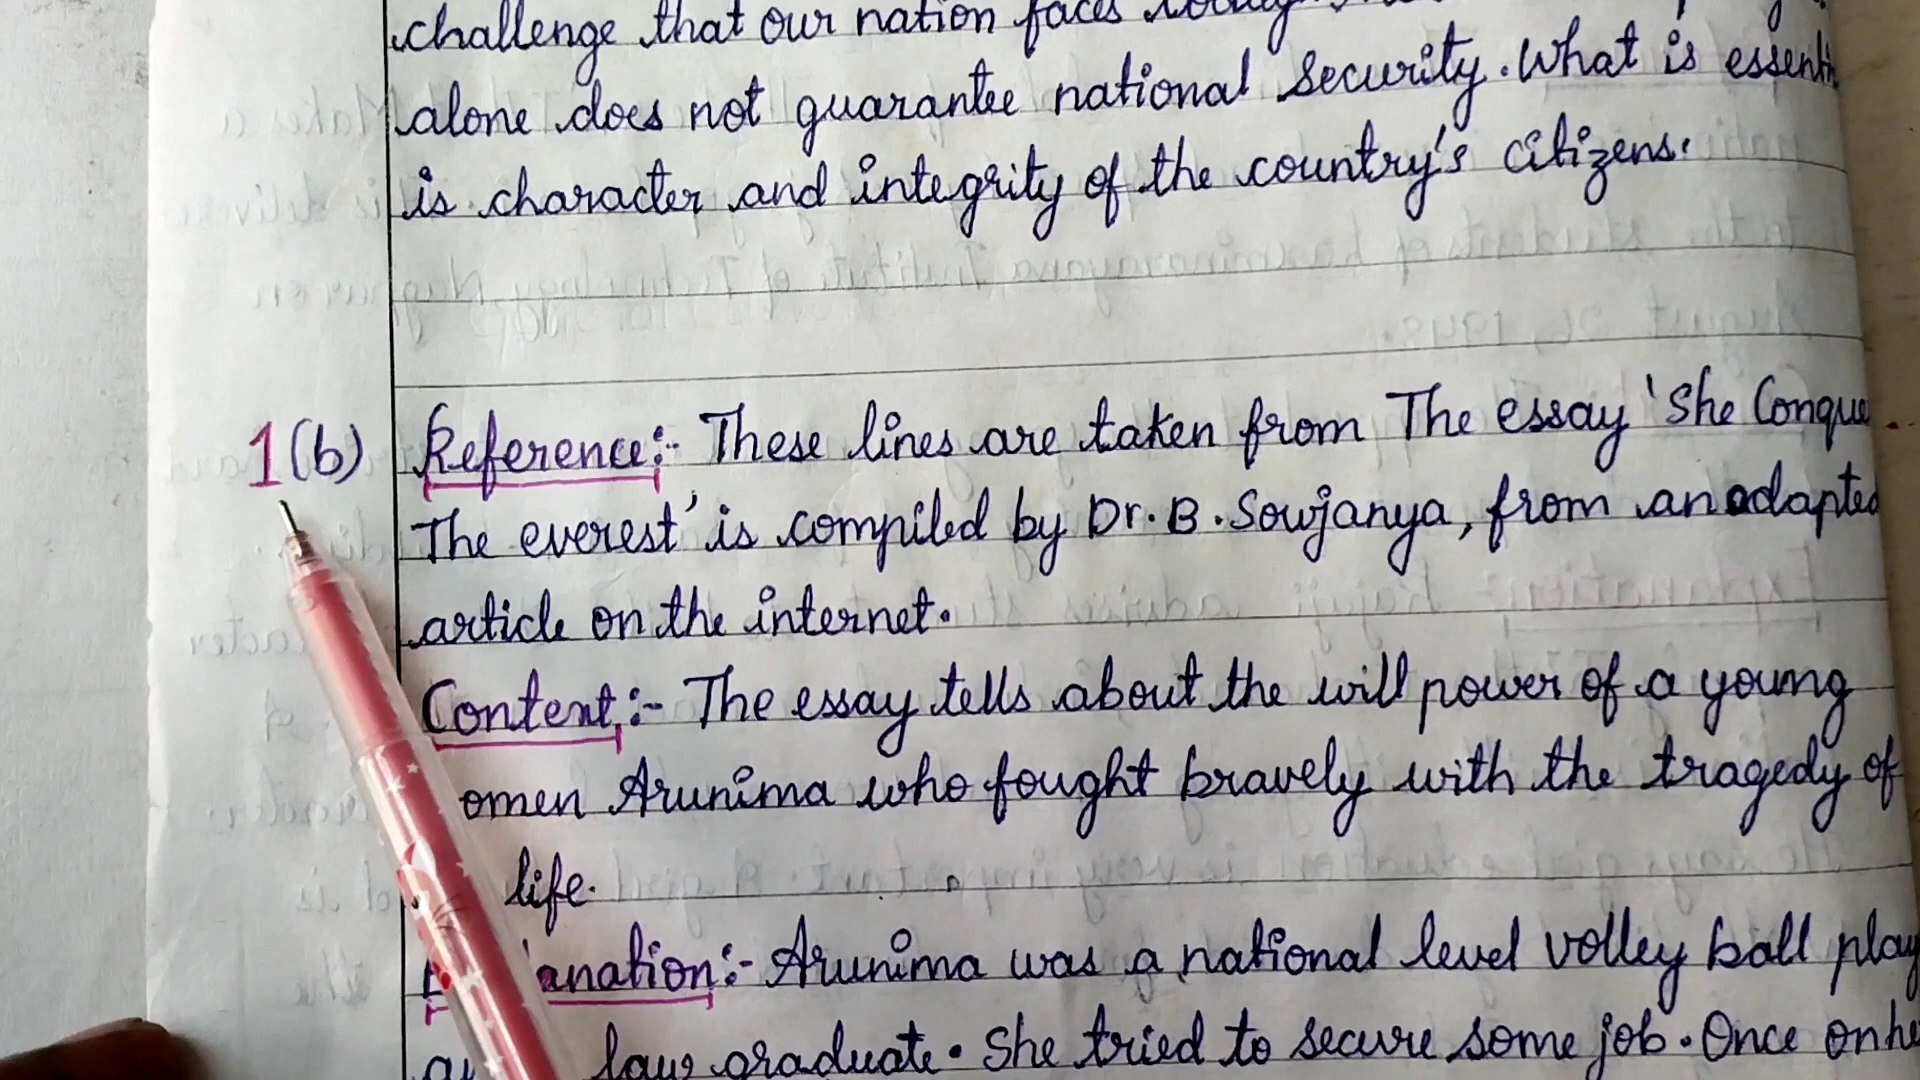 challenge that our nation faces
alone does not guarantee national security. What is
is character and integrity of the country's citizens.
1(b) Reference:- These lines are taken from The essay 'She
The everest' is compiled by Dr. B. Sowjanya, from an adapted
article on the internet.
Content:- The essay tells about the will power of a young
omen Arunima who fought bravely with the tragedy of
life.
anation:- Arunima was a national level volley ball play
law graduate. She tried to secure some job. Once on he